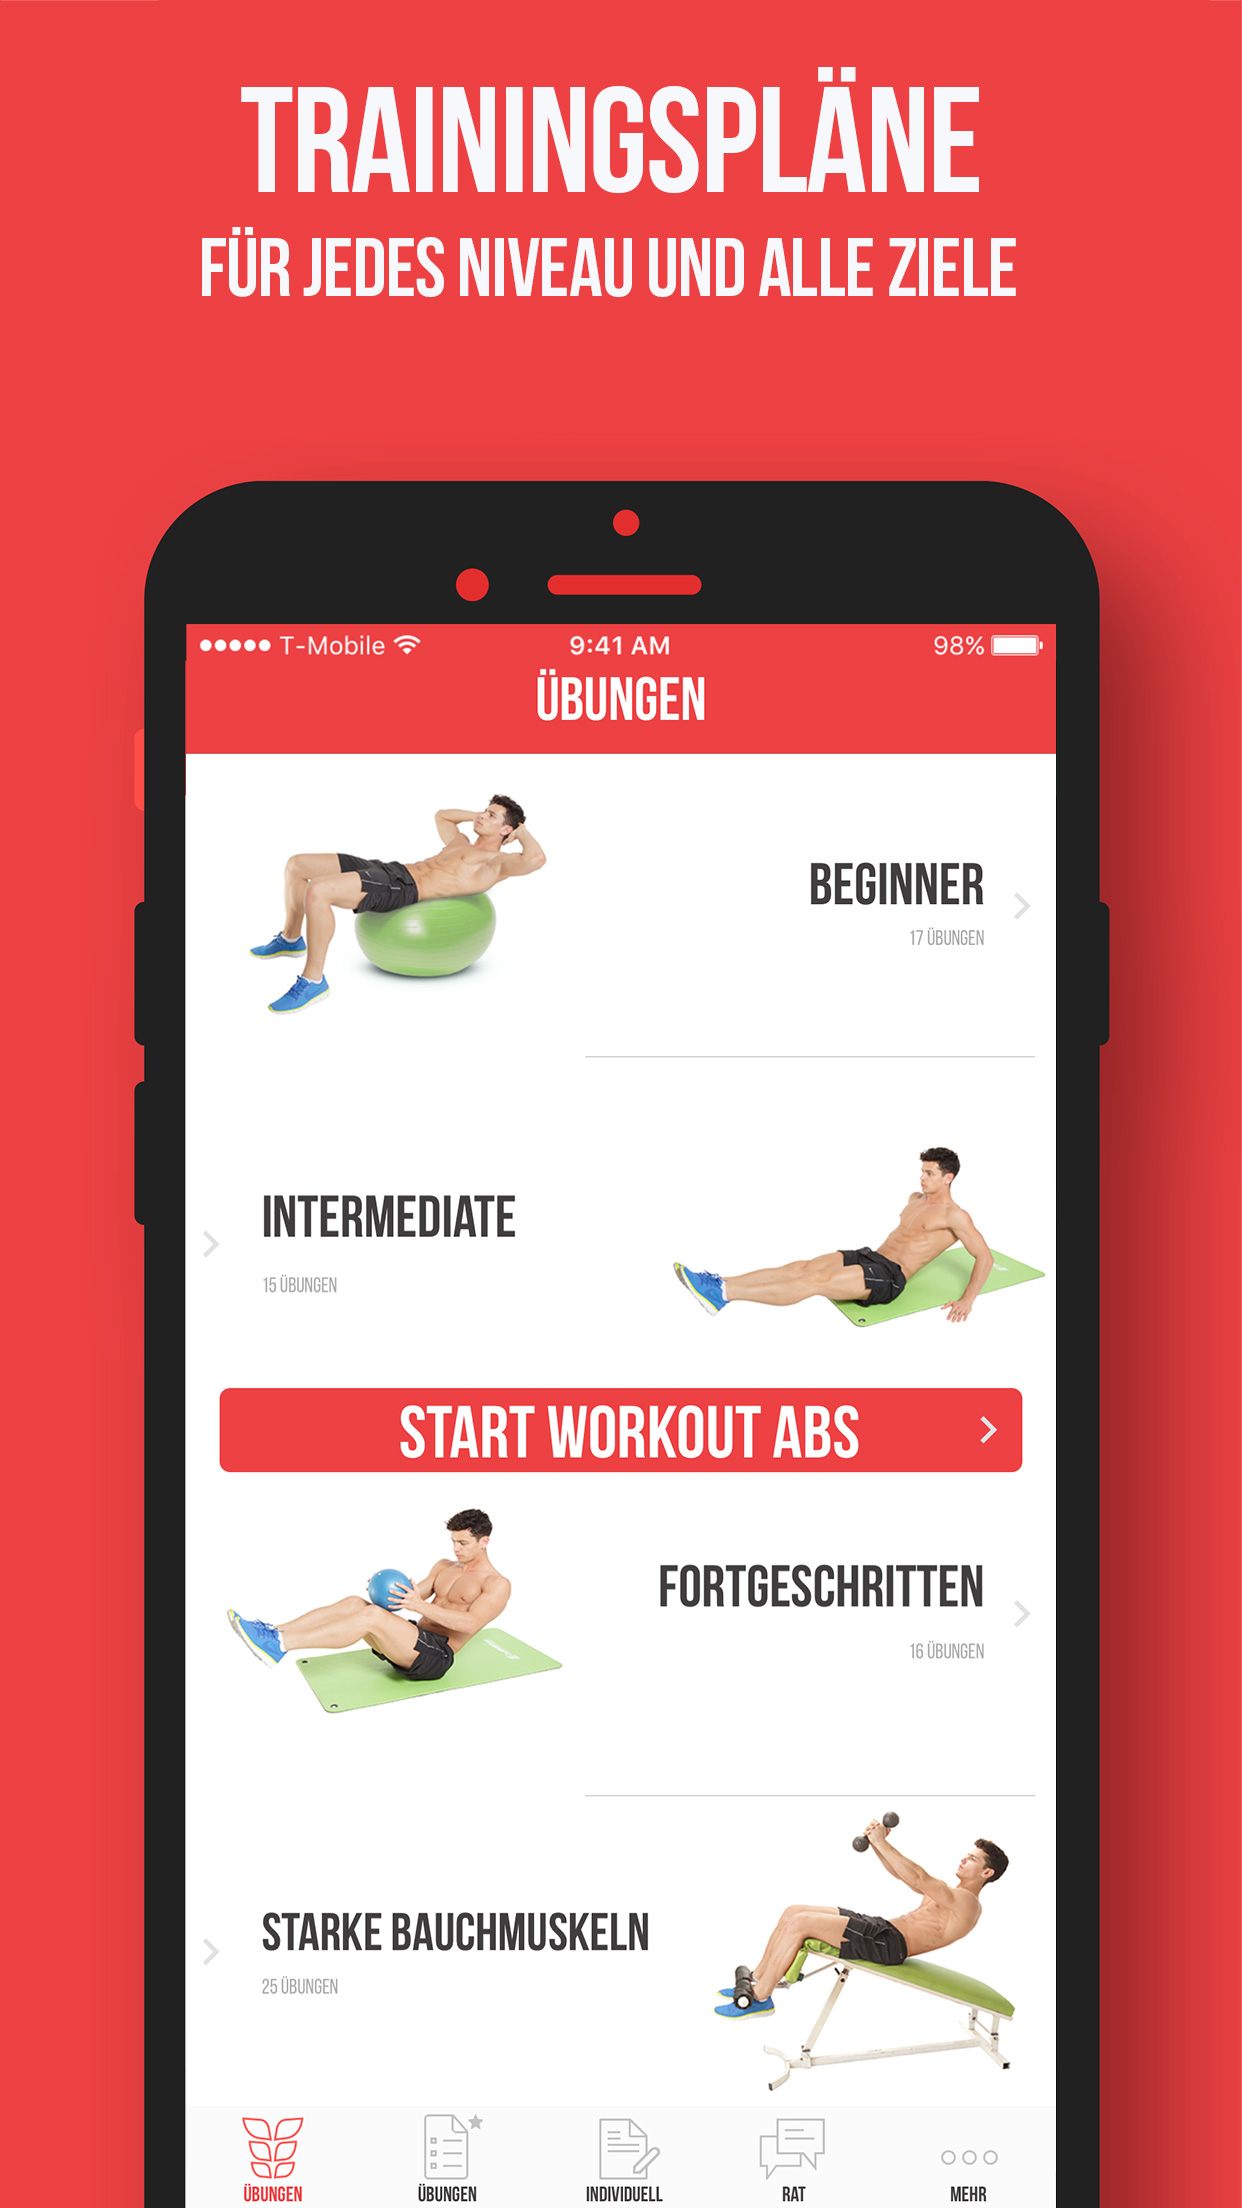 TRAININGSPLÄNE
FÜR JEDES NIVEAU UND ALLE ZIELE
T-Mobile 9:41 AM 98%
ÜBUNGEN
BEGINNER
17 ÜBUNGEN
INTERMEDIATE
15 ÜBUNGEN
START WORKOUT ABS
FORTGESCHRITTEN
16 ÜBUNGEN
STARKE BAUCHMUSKELN
25 ÜBUNGEN
ÜBUNGEN ÜBUNGEN INDIVIDUELL RAT MEHR